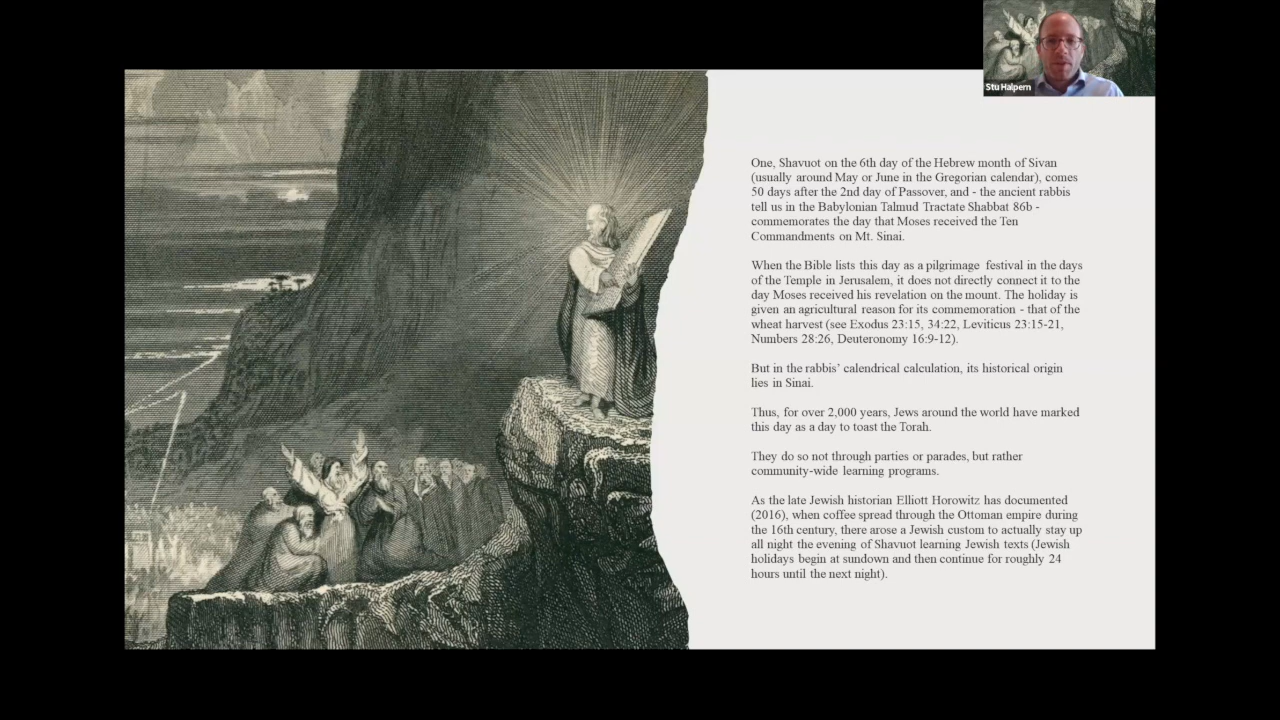 Stu Halpern
One, Shavuot on the 6th day of the Hebrew month of Sivan
(usually around May or June in the Gregorian calendar), comes
50 days after the 2nd day of Passover, and - the ancient rabbis
tell us in the Babylonian Talmud Tractate Shabbat 86b -
commemorates the day that Moses received the Ten
Commandments on Mt. Sinai.
When the Bible lists this day as a pilgrimage festival in the days
of the Temple in Jerusalem, it does not directly connect it to the
day Moses received his revelation on the mount. The holiday is
given an agricultural reason for its commemoration - that of the
wheat harvest (see Exodus 23:15, 34:22, Leviticus 23:15-21,
Numbers 28:26, Deuteronomy 16:9-12).
But in the rabbis’ calendrical calculation, its historical origin
lies in Sinai.
Thus, for over 2,000 years, Jews around the world have marked
this day as a day to toast the Torah.
They do so not through parties or parades, but rather
community-wide learning programs.
As the late Jewish historian Elliott Horowitz has documented
(2016), when coffee spread through the Ottoman empire during
the 16th century, there arose a Jewish custom to actually stay up
all night the evening of Shavuot learning Jewish texts (Jewish
holidays begin at sundown and then continue for roughly 24
hours until the next night).